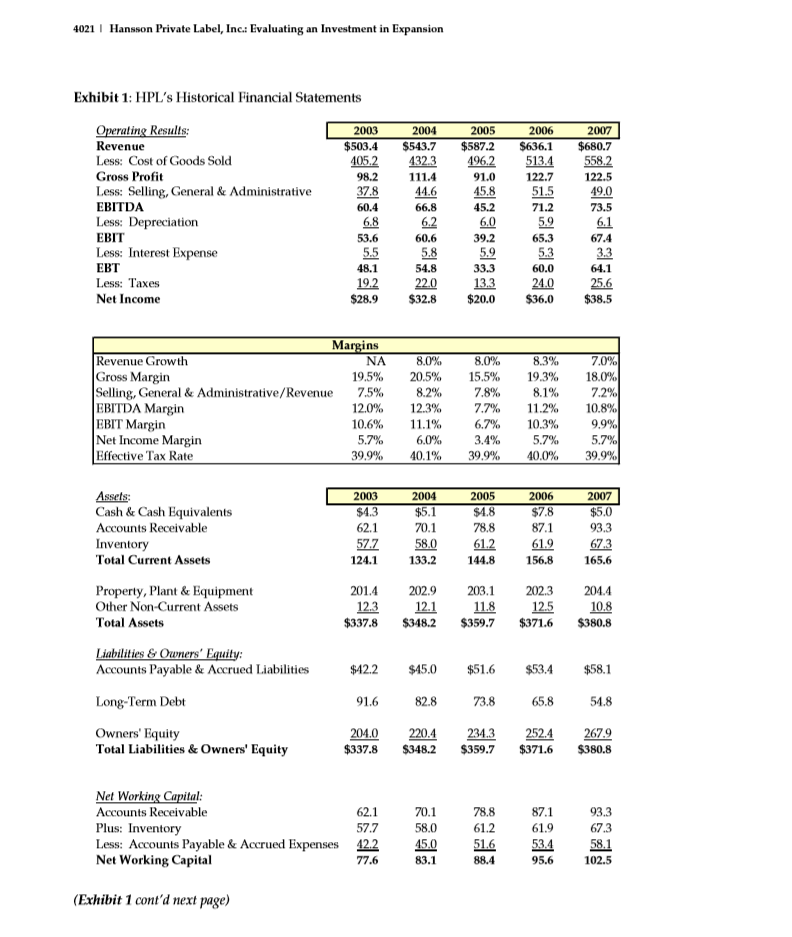 4021 | Hansson Private Label, Inc.: Evaluating an Investment in Expansion
Exhibit 1: HPL's Historical Financial Statements
Operating Results: 2003 2004 2005 2006 2007
Revenue $503.4 $543.7 $587.2 $636.1 $680.7
Less: Cost of Goods Sold 405.2 432.3 496.2 513.4 558.2
Gross Profit 98.2 111.4 91.0 122.7 122.5
Less: Selling, General & Administrative 37.8 44.6 45.8 51.5 49.0
EBITDA 60.4 66.8 45.2 71.2 73.5
Less: Depreciation 6.8 6.2 6.0 5.9 6.1
EBIT 53.6 60.6 39.2 65.3 67.4
Less: Interest Expense 5.5 5.8 5.9 5.3 3.3
EBT 48.1 54.8 33.3 60.0 64.1
Less: Taxes 19.2 22.0 13.3 24.0 25.6
Net Income $28.9 $32.8 $20.0 $36.0 $38.5
Margins
Revenue Growth NA 8.0% 8.0% 8.3% 7.0%
Gross Margin 19.5% 20.5% 15.5% 19.3% 18.0%
Selling, General & Administrative/Revenue 7.5% 8.2% 7.8% 8.1% 7.2%
EBITDA Margin 12.0% 12.3% 7.7% 11.2% 10.8%
EBIT Margin 10.6% 11.1% 6.7% 10.3% 9.9%
Net Income Margin 5.7% 6.0% 3.4% 5.7% 5.7%
Effective Tax Rate 39.9% 40.1% 39.9% 40.0% 39.9%
Assets: 2003 2004 2005 2006 2007
Cash & Cash Equivalents $4.3 $5.1 $4.8 $7.8 $5.0
Accounts Receivable 62.1 70.1 78.8 87.1 93.3
Inventory 57.7 58.0 61.2 61.9 67.3
Total Current Assets 124.1 133.2 144.8 156.8 165.6
Property, Plant & Equipment 201.4 202.9 203.1 202.3 204.4
Other Non-Current Assets 12.3 12.1 11.8 12.5 10.8
Total Assets $337.8 $348.2 $359.7 $371.6 $380.8
Liabilities & Owners' Equity:
Accounts Payable & Accrued Liabilities $42.2 $45.0 $51.6 $53.4 $58.1
Long-Term Debt 91.6 82.8 73.8 65.8 54.8
Owners' Equity 204.0 220.4 234.3 252.4 267.9
Total Liabilities & Owners' Equity $337.8 $348.2 $359.7 $371.6 $380.8
Net Working Capital:
Accounts Receivable 62.1 70.1 78.8 87.1 93.3
Plus: Inventory 57.7 58.0 61.2 61.9 67.3
Less: Accounts Payable & Accrued Expenses 42.2 45.0 51.6 53.4 58.1
Net Working Capital 77.6 83.1 88.4 95.6 102.5
(Exhibit 1 cont'd next page)